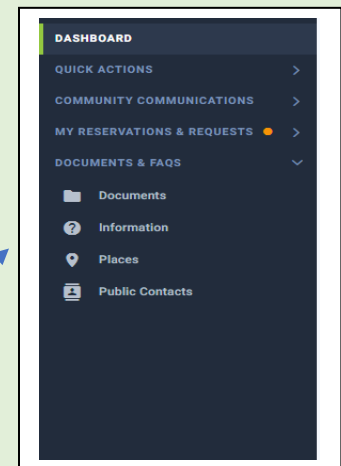 DASHBOARD
QUICK ACTIONS
COMMUNITY COMMUNICATIONS
MY RESERVATIONS & REQUESTS
DOCUMENTS & FAQS
Documents
Information
Places
Public Contacts